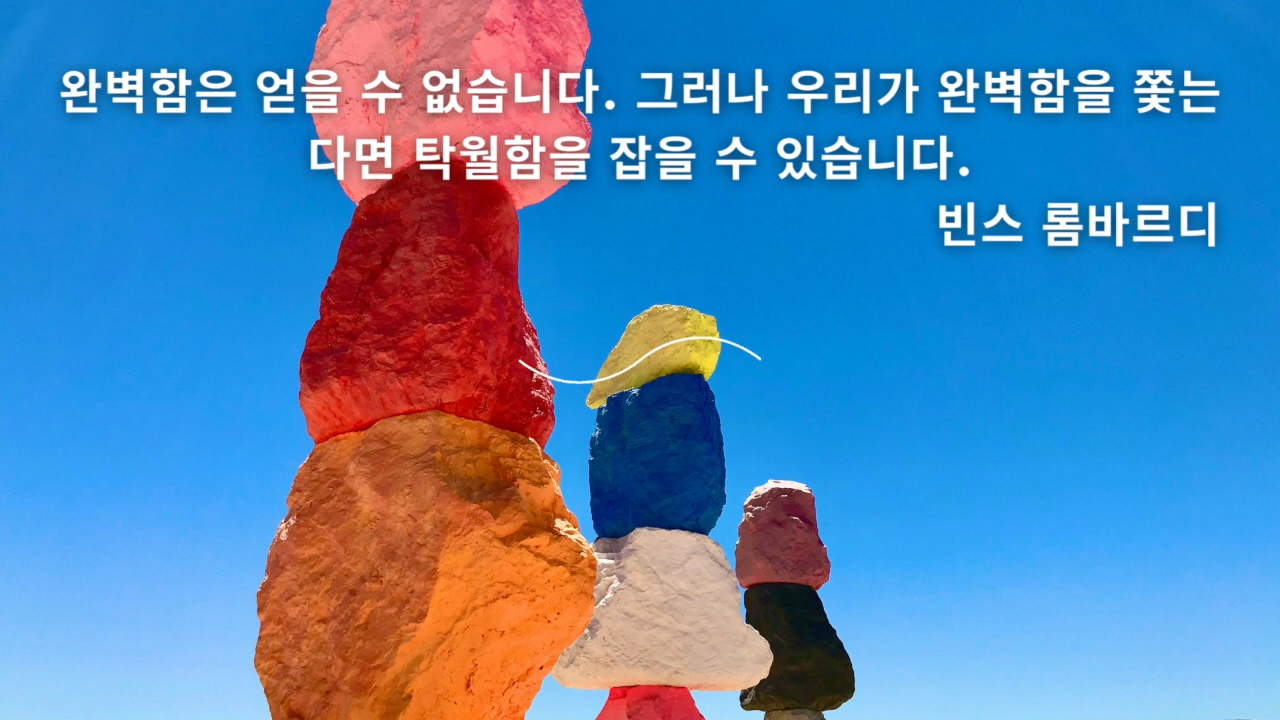 완벽함은 얻을 수 없습니다. 그러나 우리가 완벽함을 쫓는
다면 탁월함을 잡을 수 있습니다.
빈스 롬바르디